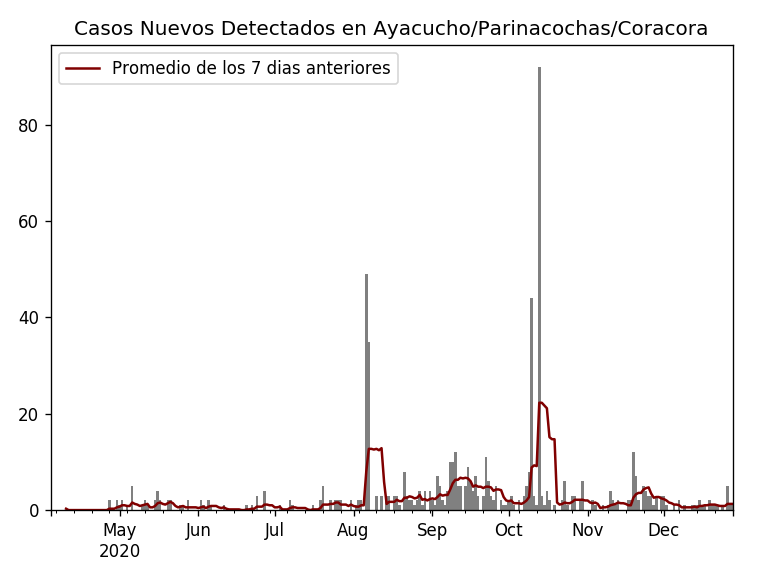 Casos Nuevos Detectados en Ayacucho/Parinacochas/Coracora
Promedio de los 7 dias anteriores
80
60
40
20
0
May Jun Jul Aug Sep Oct Nov Dec
2020